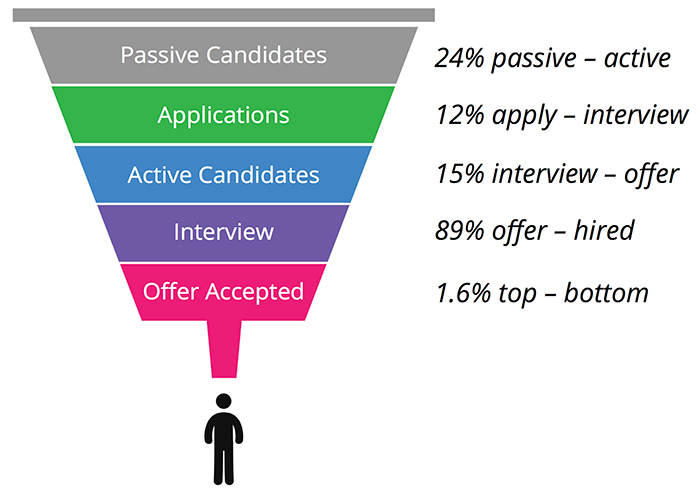 Passive Candidates
24% passive – active
Applications
12% apply – interview
Active Candidates
15% interview – offer
Interview
89% offer – hired
Offer Accepted
1.6% top – bottom